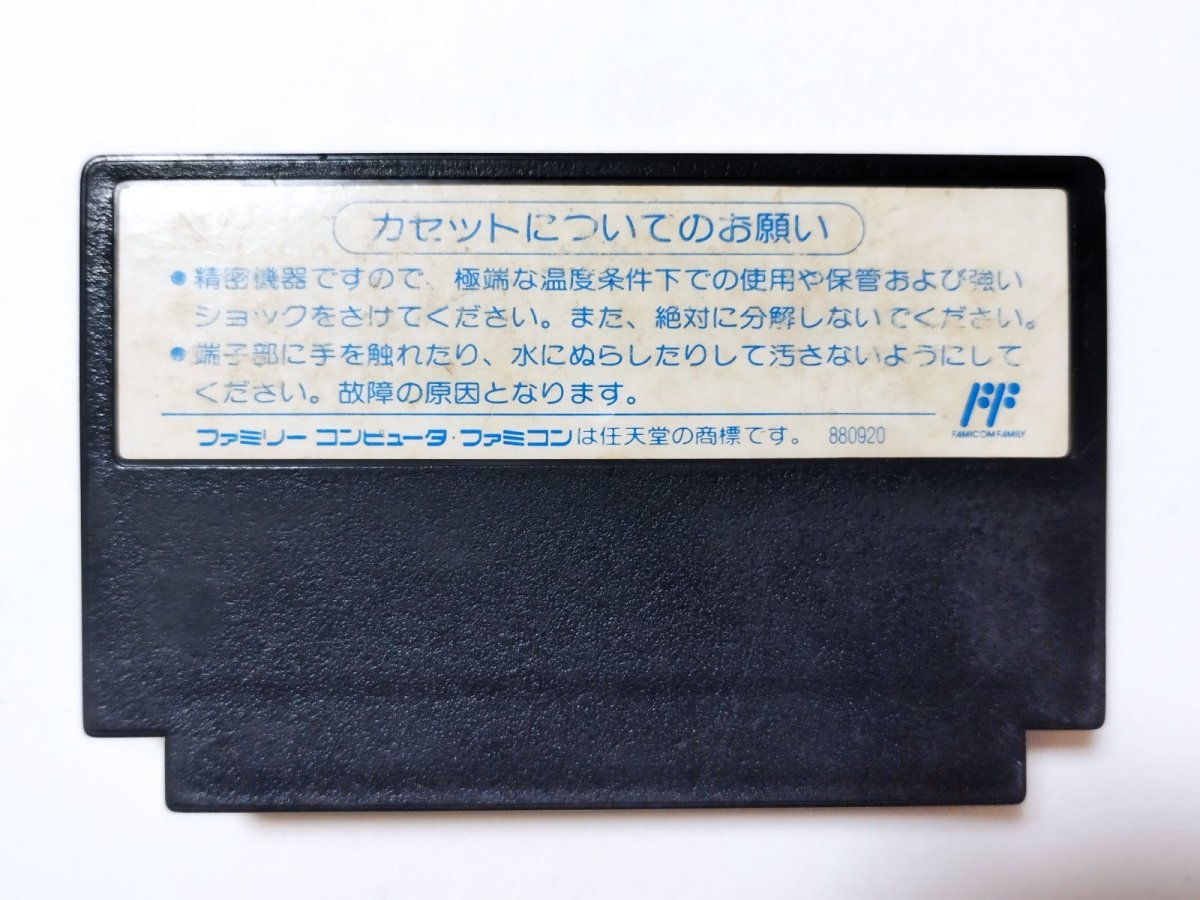 カセットについてのお願い
●精密機器ですので、極端な温度条件下での使用や保管および強い
ショックをさけてください。また、絶対に分解しないでください。
●端子部に手を触れたり、水にぬらしたりして汚さないようにして
ください。故障の原因となります。
FAMICOM FAMILY
ファミリー コンピュータ・ファミコンは任天堂の商標です。 880920